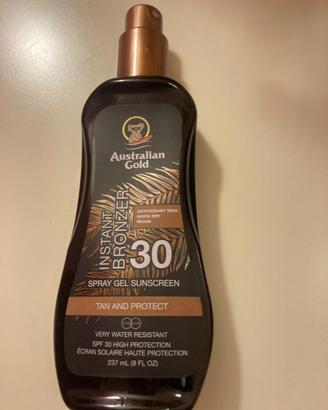 Australian
Gold
INSTANT
BRONZER
ANTIOXIDANT RICH
QUICK DRY
VEGAN
30
SPRAY GEL SUNSCREEN
TAN AND PROTECT
VERY WATER RESISTANT
SPF 30 HIGH PROTECTION
ÉCRAN SOLAIRE HAUTE PROTECTION
237 mL (8 FL OZ)